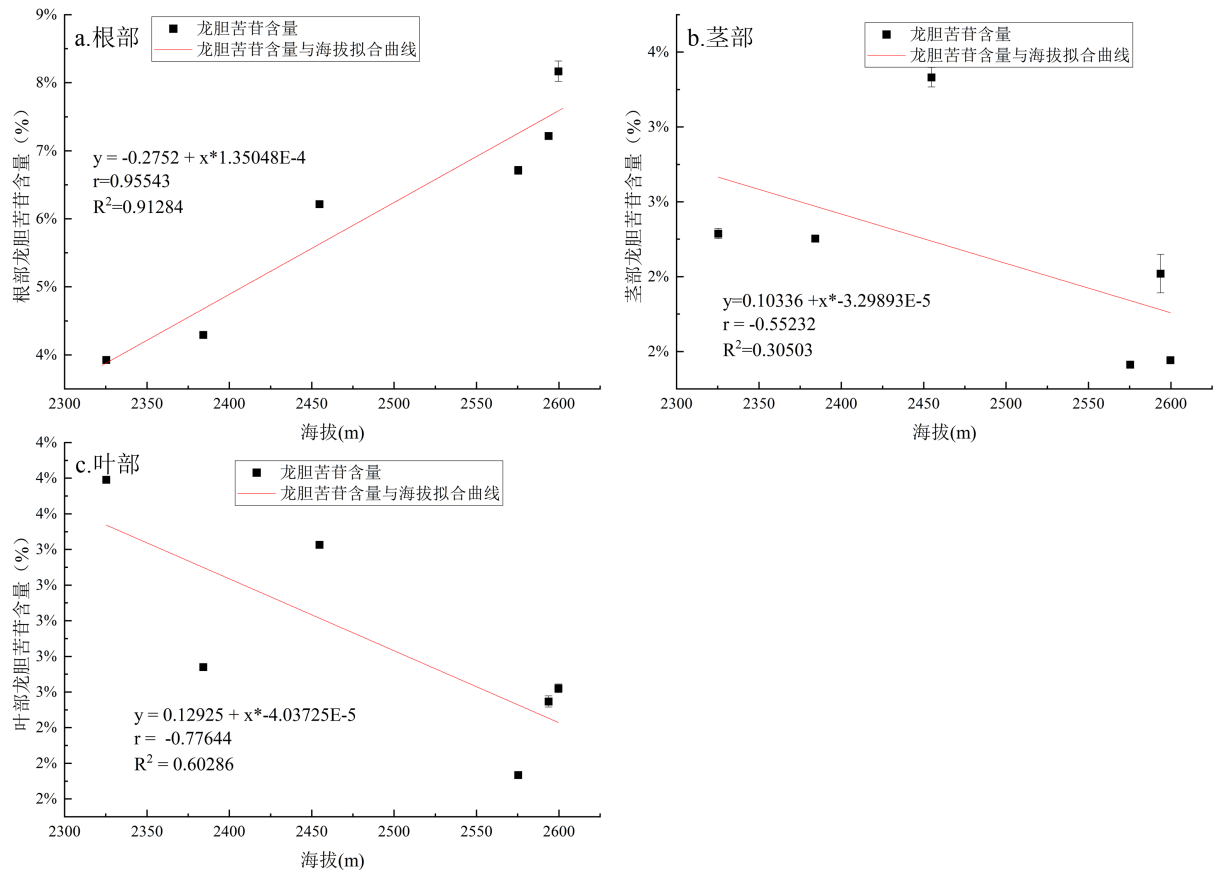 a.根部
龙胆苦苷含量
龙胆苦苷含量与海拔拟合曲线
y = -0.2752 + x*1.35048E-4
r=0.95543
R²=0.91284
根部龙胆苦苷含量（%）
9%
8%
7%
6%
5%
4%
2300 2350 2400 2450 2500 2550 2600
海拔(m)
b.茎部
龙胆苦苷含量
龙胆苦苷含量与海拔拟合曲线
y=0.10336 +x*-3.29893E-5
r = -0.55232
R²=0.30503
茎部龙胆苦苷含量（%）
4%
3%
3%
2%
2%
2300 2350 2400 2450 2500 2550 2600
海拔(m)
c.叶部
龙胆苦苷含量
龙胆苦苷含量与海拔拟合曲线
y = 0.12925 + x*-4.03725E-5
r = -0.77644
R² = 0.60286
叶部龙胆苦苷含量（%）
4%
4%
4%
3%
3%
3%
3%
3%
2%
2%
2%
2300 2350 2400 2450 2500 2550 2600
海拔(m)